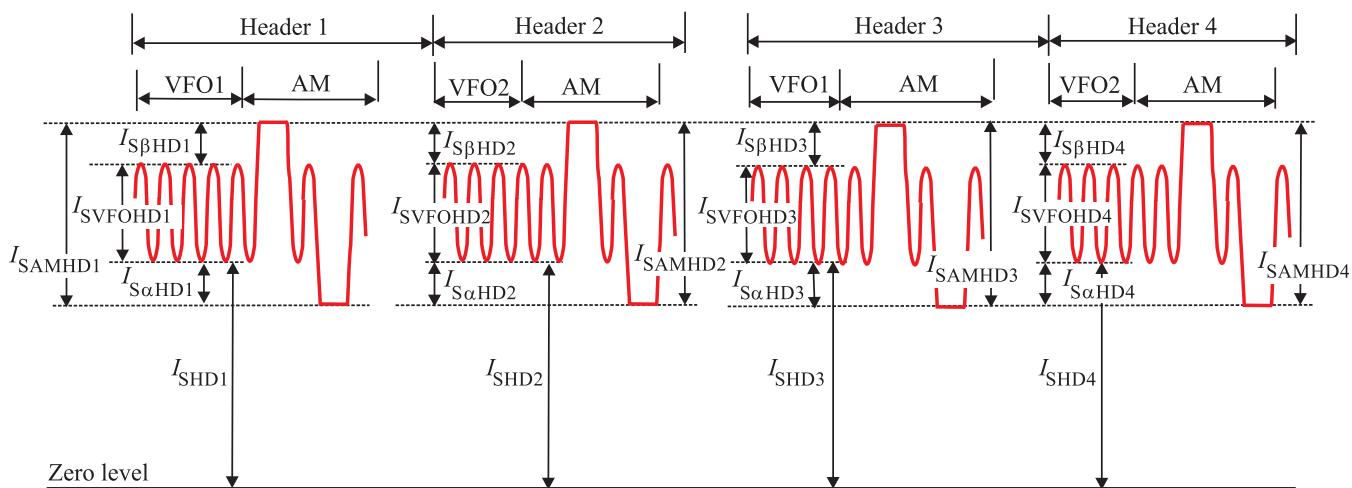 Header 1 Header 2 Header 3 Header 4
VFO1 AM VFO2 AM VFO1 AM VFO2 AM
ISβHD1 ISβHD2 ISβHD3 ISβHD4
ISVFOHD1 ISVFOHD2 ISVFOHD3 ISVFOHD4
ISAMHD1 ISAMHD2 ISAMHD3 ISAMHD4
ISαHD1 ISαHD2 ISαHD3 ISαHD4
ISHD1 ISHD2 ISHD3 ISHD4
Zero level